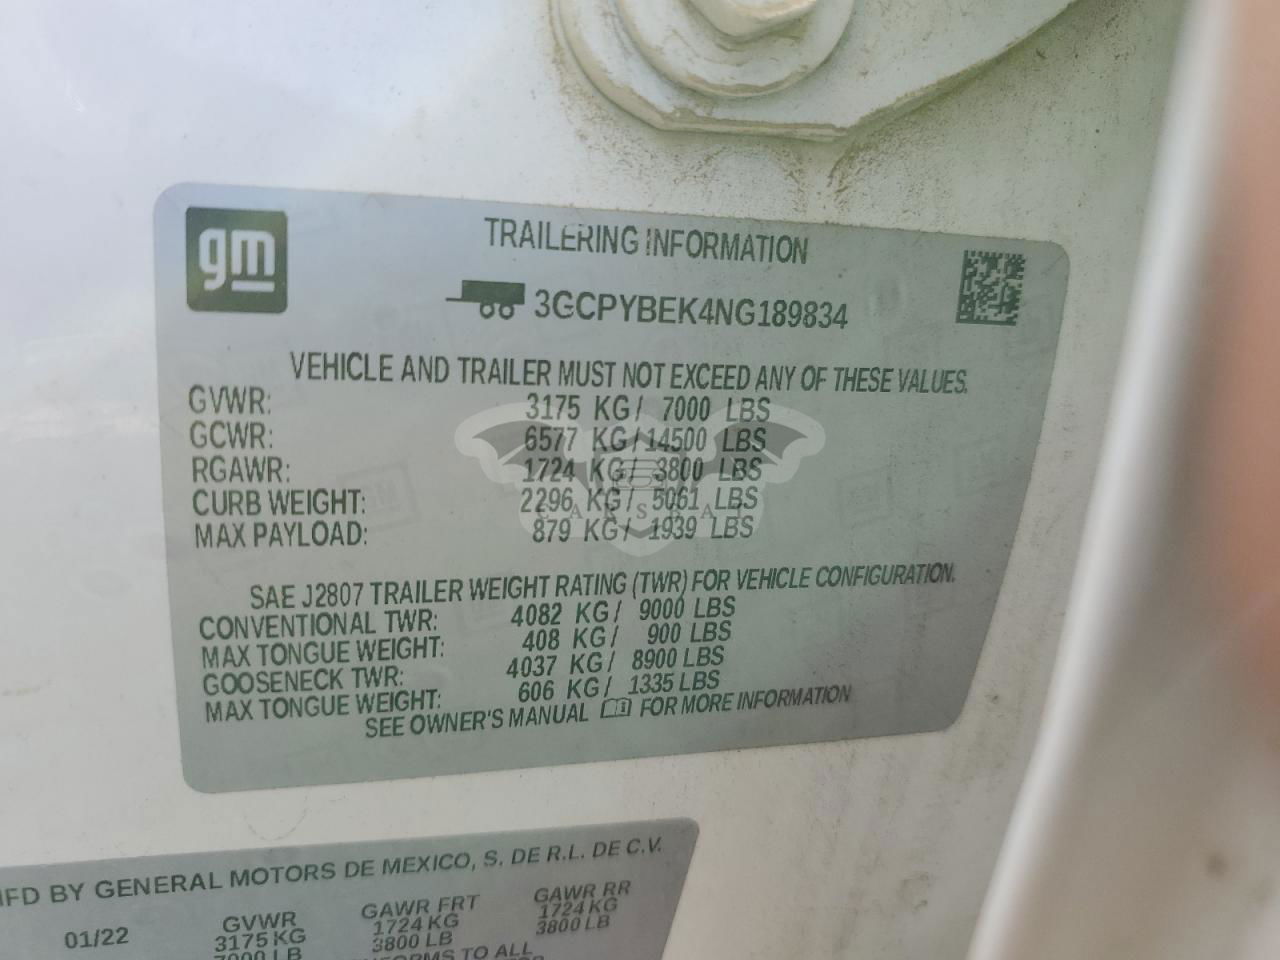 gm
TRAILERING INFORMATION
3GCPYBEK4NG189834
VEHICLE AND TRAILER MUST NOT EXCEED ANY OF THESE VALUES.
GVWR: 3175 KG/ 7000 LBS
GCWR: 6577 KG/14500 LBS
RGAWR: 1724 KG/ 3800 LBS
CURB WEIGHT: 2296 KG/ 5061 LBS
MAX PAYLOAD: 879 KG/ 1939 LBS
SAE J2807 TRAILER WEIGHT RATING (TWR) FOR VEHICLE CONFIGURATION.
CONVENTIONAL TWR: 4082 KG/ 9000 LBS
MAX TONGUE WEIGHT: 408 KG/ 900 LBS
GOOSENECK TWR: 4037 KG/ 8900 LBS
MAX TONGUE WEIGHT: 606 KG/ 1335 LBS
SEE OWNER'S MANUAL FOR MORE INFORMATION
MFD BY GENERAL MOTORS DE MEXICO, S. DE R.L. DE C.V.
01/22 GVWR GAWR FRT GAWR RR
3175 KG 1724 KG 1724 KG
7000 LB 3800 LB 3800 LB
TO ALL